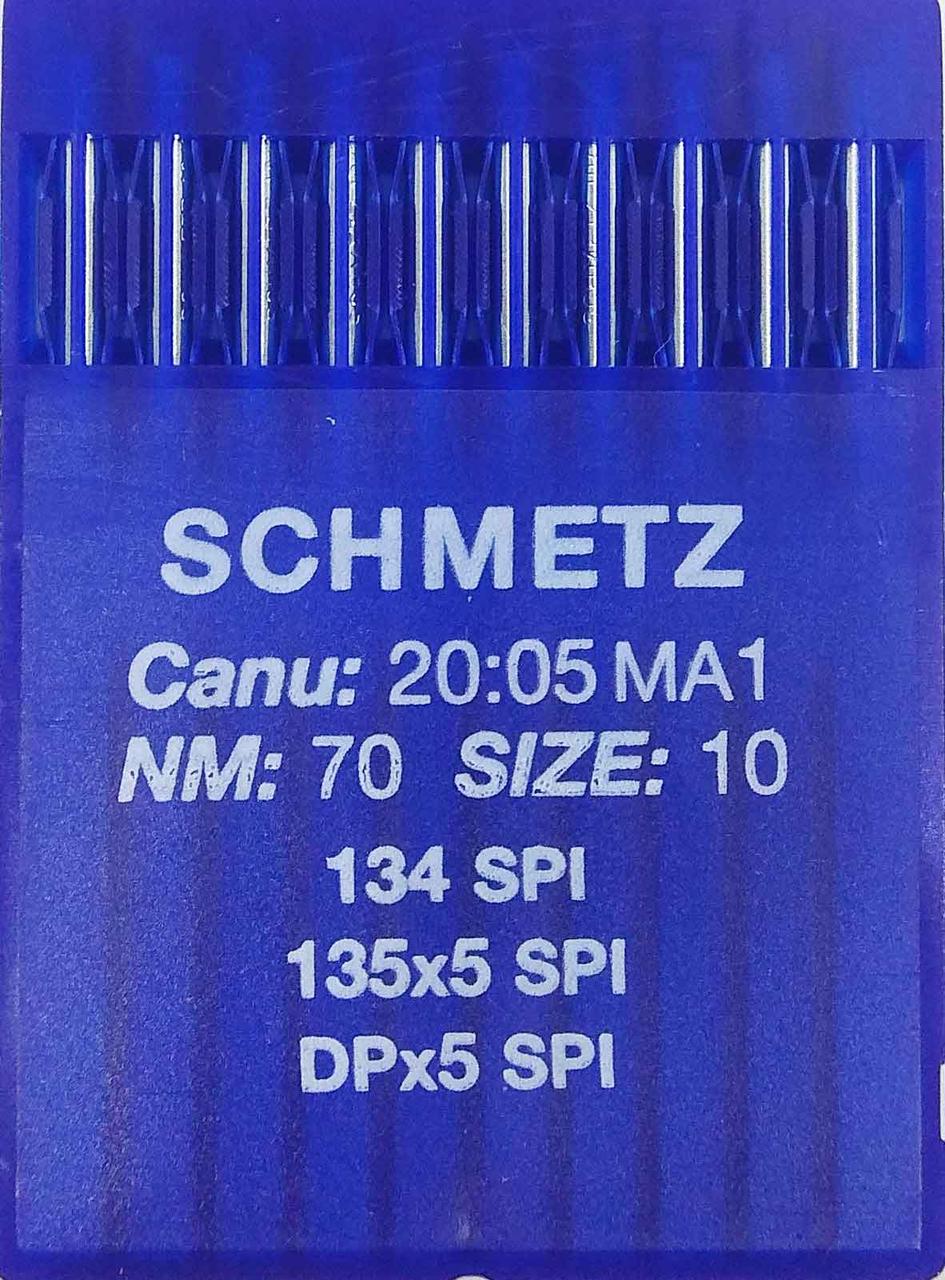 SCHMETZ
Canu: 20:05 MA1
NM: 70 SIZE: 10
134 SPI
135x5 SPI
DPx5 SPI